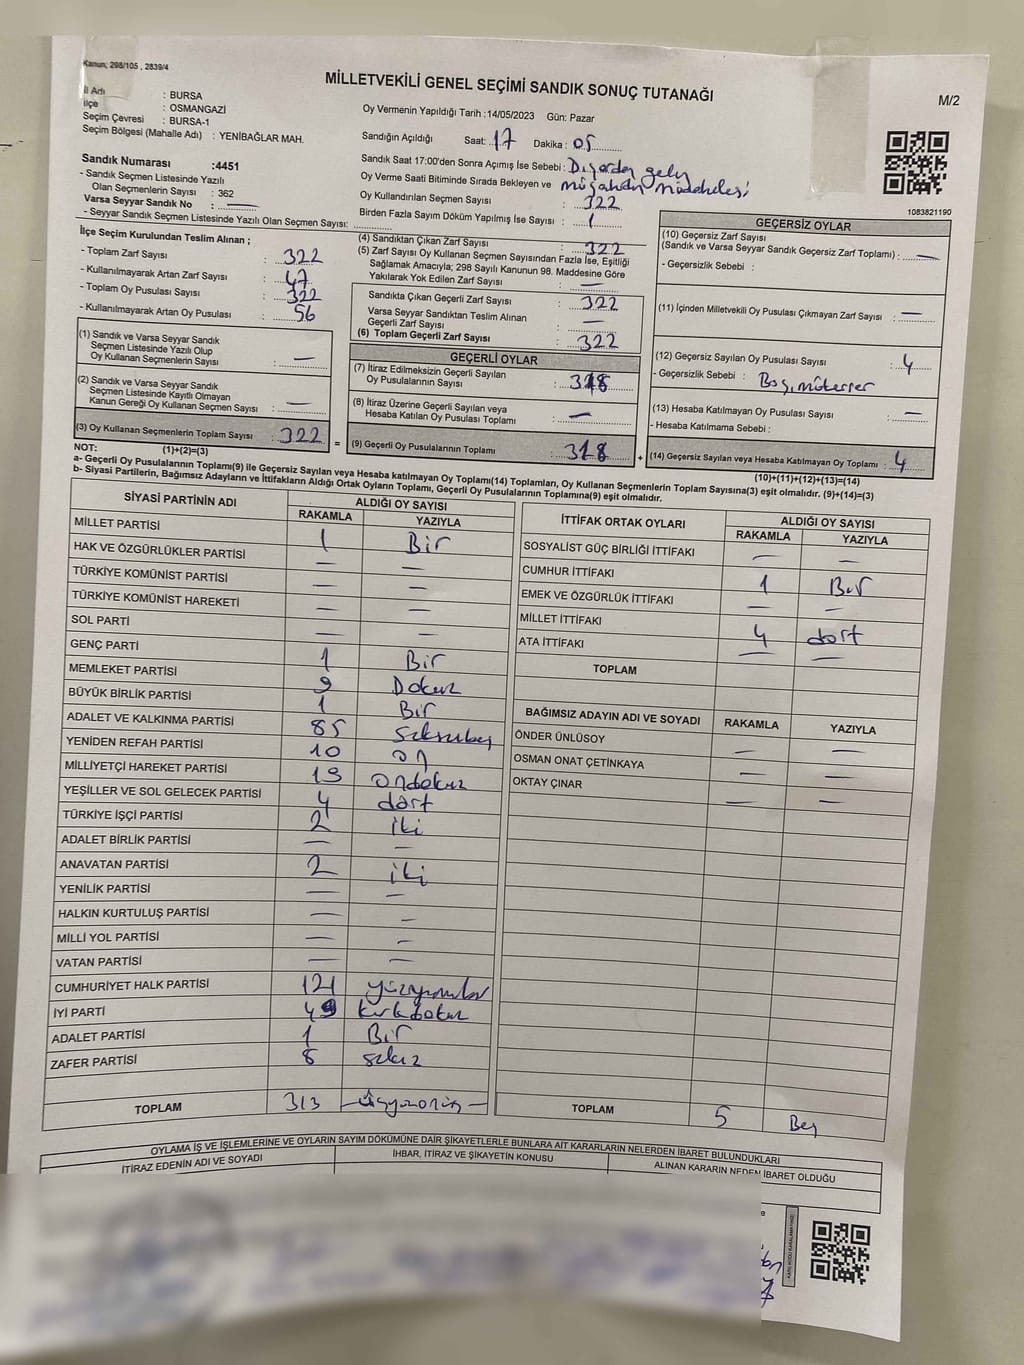 Kanun; 298/105 , 2839/4
MİLLETVEKİLİ GENEL SEÇİMİ SANDIK SONUÇ TUTANAĞI
M/2
İl Adı : BURSA
İlçe : OSMANGAZİ
Seçim Çevresi : BURSA-1
Seçim Bölgesi (Mahalle Adı) : YENİBAĞLAR MAH.
Sandık Numarası :4451
- Sandık Seçmen Listesinde Yazılı
Olan Seçmenlerin Sayısı : 362
Varsa Seyyar Sandık No : —
- Seyyar Sandık Seçmen Listesinde Yazılı Olan Seçmen Sayısı:
Oy Vermenin Yapıldığı Tarih :14/05/2023 Gün: Pazar
Sandığın Açıldığı Saat: 17 Dakika : 05
Sandık Saat 17:00'den Sonra Açımış İse Sebebi : Dışarden gelen
Oy Verme Saati Bitiminde Sırada Bekleyen ve müşahidin müdahelesi
Oy Kullandırılan Seçmen Sayısı : 322
Birden Fazla Sayım Döküm Yapılmış İse Sayısı : 1
1083821190
İlçe Seçim Kurulundan Teslim Alınan ;
- Toplam Zarf Sayısı : 322
- Kullanılmayarak Artan Zarf Sayısı : 47
- Toplam Oy Pusulası Sayısı : 322
- Kullanılmayarak Artan Oy Pusulası : 56
(1) Sandık ve Varsa Seyyar Sandık
Seçmen Listesinde Yazılı Olup
Oy Kullanan Seçmenlerin Sayısı : —
(2) Sandık ve Varsa Seyyar Sandık
Seçmen Listesinde Kayıtlı Olmayan
Kanun Gereği Oy Kullanan Seçmen Sayısı : —
(3) Oy Kullanan Seçmenlerin Toplam Sayısı : 322 =
(1)+(2)=(3)
(4) Sandıktan Çıkan Zarf Sayısı : 322
(5) Zarf Sayısı Oy Kullanan Seçmen Sayısından Fazla İse, Eşitliği
Sağlamak Amacıyla; 298 Sayılı Kanunun 98. Maddesine Göre
Yakılarak Yok Edilen Zarf Sayısı : —
Sandıkta Çıkan Geçerli Zarf Sayısı : 322
Varsa Seyyar Sandıktan Teslim Alınan
Geçerli Zarf Sayısı : —
(6) Toplam Geçerli Zarf Sayısı : 322
GEÇERLİ OYLAR
(7) İtiraz Edilmeksizin Geçerli Sayılan
Oy Pusulalarının Sayısı : 318
(8) İtiraz Üzerine Geçerli Sayılan veya
Hesaba Katılan Oy Pusulası Toplamı : —
(9) Geçerli Oy Pusulalarının Toplamı : 318 +
GEÇERSİZ OYLAR
(10) Geçersiz Zarf Sayısı
(Sandık ve Varsa Seyyar Sandık Geçersiz Zarf Toplamı) : —
- Geçersizlik Sebebi :
(11) İçinden Milletvekili Oy Pusulası Çıkmayan Zarf Sayısı : —
(12) Geçersiz Sayılan Oy Pusulası Sayısı : 4
- Geçersizlik Sebebi : Boş, mükerrer
(13) Hesaba Katılmayan Oy Pusulası Sayısı : —
- Hesaba Katılmama Sebebi :
(14) Geçersiz Sayılan veya Hesaba Katılmayan Oy Toplamı : 4
(10)+(11)+(12)+(13)=(14)
NOT:
a- Geçerli Oy Pusulalarının Toplamı(9) ile Geçersiz Sayılan veya Hesaba katılmayan Oy Toplamı(14) Toplamları, Oy Kullanan Seçmenlerin Toplam Sayısına(3) eşit olmalıdır. (9)+(14)=(3)
b- Siyasi Partilerin, Bağımsız Adayların ve İttifakların Aldığı Ortak Oyların Toplamı, Geçerli Oy Pusulalarının Toplamına(9) eşit olmalıdır.
SİYASİ PARTİNİN ADI ALDIĞI OY SAYISI
RAKAMLA YAZIYLA
MİLLET PARTİSİ 1 Bir
HAK VE ÖZGÜRLÜKLER PARTİSİ — —
TÜRKİYE KOMÜNİST PARTİSİ — —
TÜRKİYE KOMÜNİST HAREKETİ — —
SOL PARTİ — —
GENÇ PARTİ 1 Bir
MEMLEKET PARTİSİ 9 Dokuz
BÜYÜK BİRLİK PARTİSİ 1 Bir
ADALET VE KALKINMA PARTİSİ 85 seksenbeş
YENİDEN REFAH PARTİSİ 10 on
MİLLİYETÇİ HAREKET PARTİSİ 19 ondokuz
YEŞİLLER VE SOL GELECEK PARTİSİ 4 dört
TÜRKİYE İŞÇİ PARTİSİ 2 iki
ADALET BİRLİK PARTİSİ — —
ANAVATAN PARTİSİ 2 iki
YENİLİK PARTİSİ — —
HALKIN KURTULUŞ PARTİSİ — —
MİLLİ YOL PARTİSİ — —
VATAN PARTİSİ — —
CUMHURİYET HALK PARTİSİ 121 yüzyirmibir
İYİ PARTİ 49 kırkdokuz
ADALET PARTİSİ 1 Bir
ZAFER PARTİSİ 8 sekiz
TOPLAM 313 üçyüzonüç
İTTİFAK ORTAK OYLARI ALDIĞI OY SAYISI
RAKAMLA YAZIYLA
SOSYALİST GÜÇ BİRLİĞİ İTTİFAKI — —
CUMHUR İTTİFAKI 1 Bir
EMEK VE ÖZGÜRLÜK İTTİFAKI — —
MİLLET İTTİFAKI 4 dört
ATA İTTİFAKI — —
TOPLAM
BAĞIMSIZ ADAYIN ADI VE SOYADI RAKAMLA YAZIYLA
ÖNDER ÜNLÜSOY — —
OSMAN ONAT ÇETİNKAYA — —
OKTAY ÇINAR — —
TOPLAM 5 Beş
OYLAMA İŞ VE İŞLEMLERİNE VE OYLARIN SAYIM DÖKÜMÜNE DAİR ŞİKAYETLERLE BUNLARA AİT KARARLARIN NELERDEN İBARET BULUNDUKLARI
İTİRAZ EDENİN ADI VE SOYADI İHBAR, İTİRAZ VE ŞİKAYETİN KONUSU ALINAN KARARIN NEDEN İBARET OLDUĞU